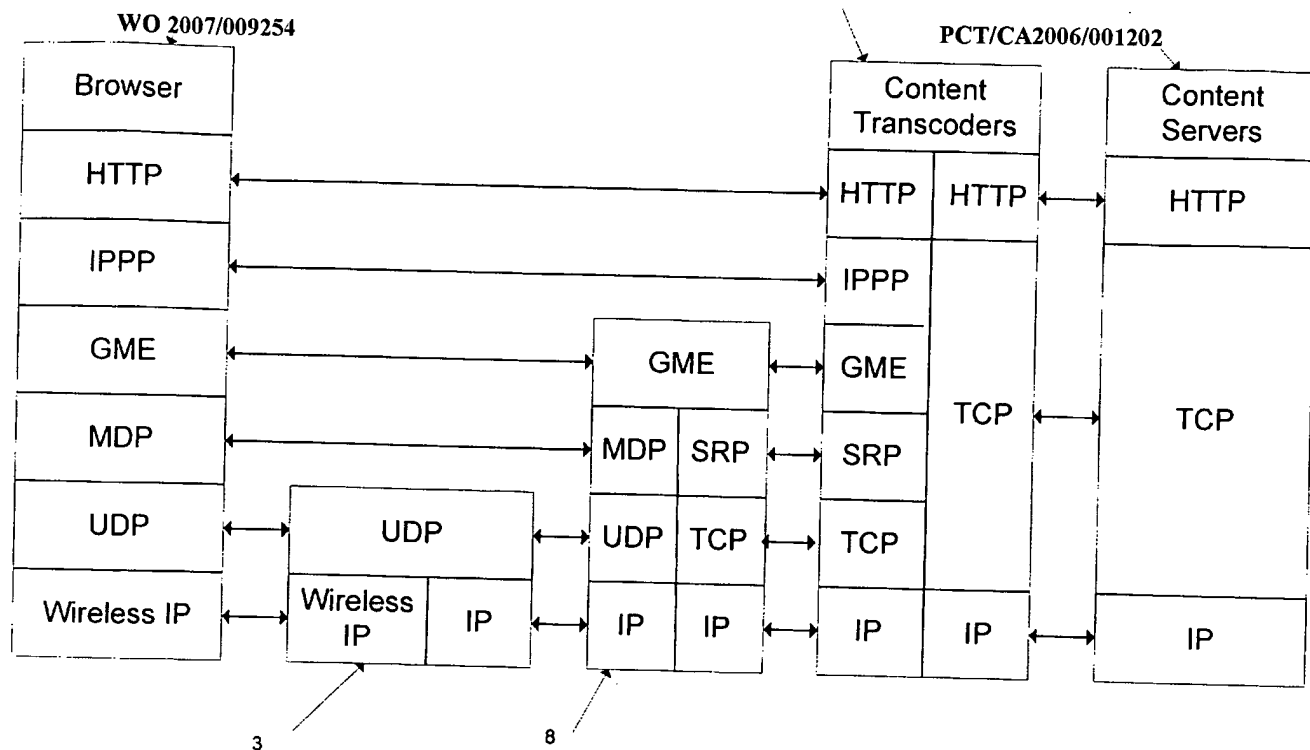 WO 2007/009254
PCT/CA2006/001202
Browser
HTTP
IPPP
GME
MDP
UDP
Wireless IP
UDP
Wireless
IP
IP
GME
MDP
SRP
UDP
TCP
IP
IP
Content
Transcoders
HTTP
HTTP
IPPP
GME
SRP
TCP
TCP
IP
IP
Content
Servers
HTTP
TCP
IP
3
8